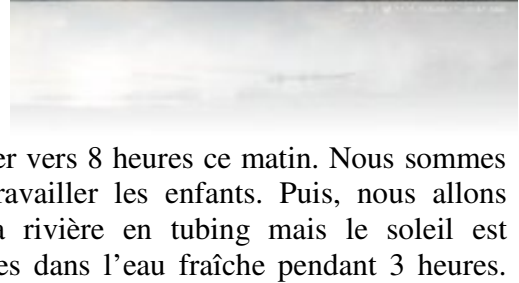 er vers 8 heures ce matin. Nous sommes
ravailler les enfants. Puis, nous allons
a rivière en tubing mais le soleil est
es dans l’eau fraîche pendant 3 heures.